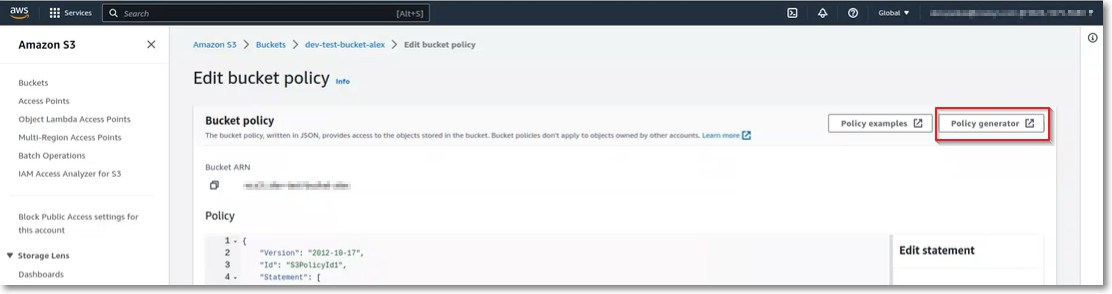 aws Services Search [Alt+S] Global
Amazon S3
Amazon S3 > Buckets > dev-test-bucket-alex > Edit bucket policy
Edit bucket policy Info
Buckets
Access Points
Object Lambda Access Points
Multi-Region Access Points
Batch Operations
IAM Access Analyzer for S3
Block Public Access settings for
this account
Storage Lens
Dashboards
Bucket policy
The bucket policy, written in JSON, provides access to the objects stored in the bucket. Bucket policies don't apply to objects owned by other accounts. Learn more
Policy examples
Policy generator
Bucket ARN
Policy
1 {
2 "Version": "2012-10-17",
3 "Id": "S3PolicyId1",
4 "Statement": [
Edit statement